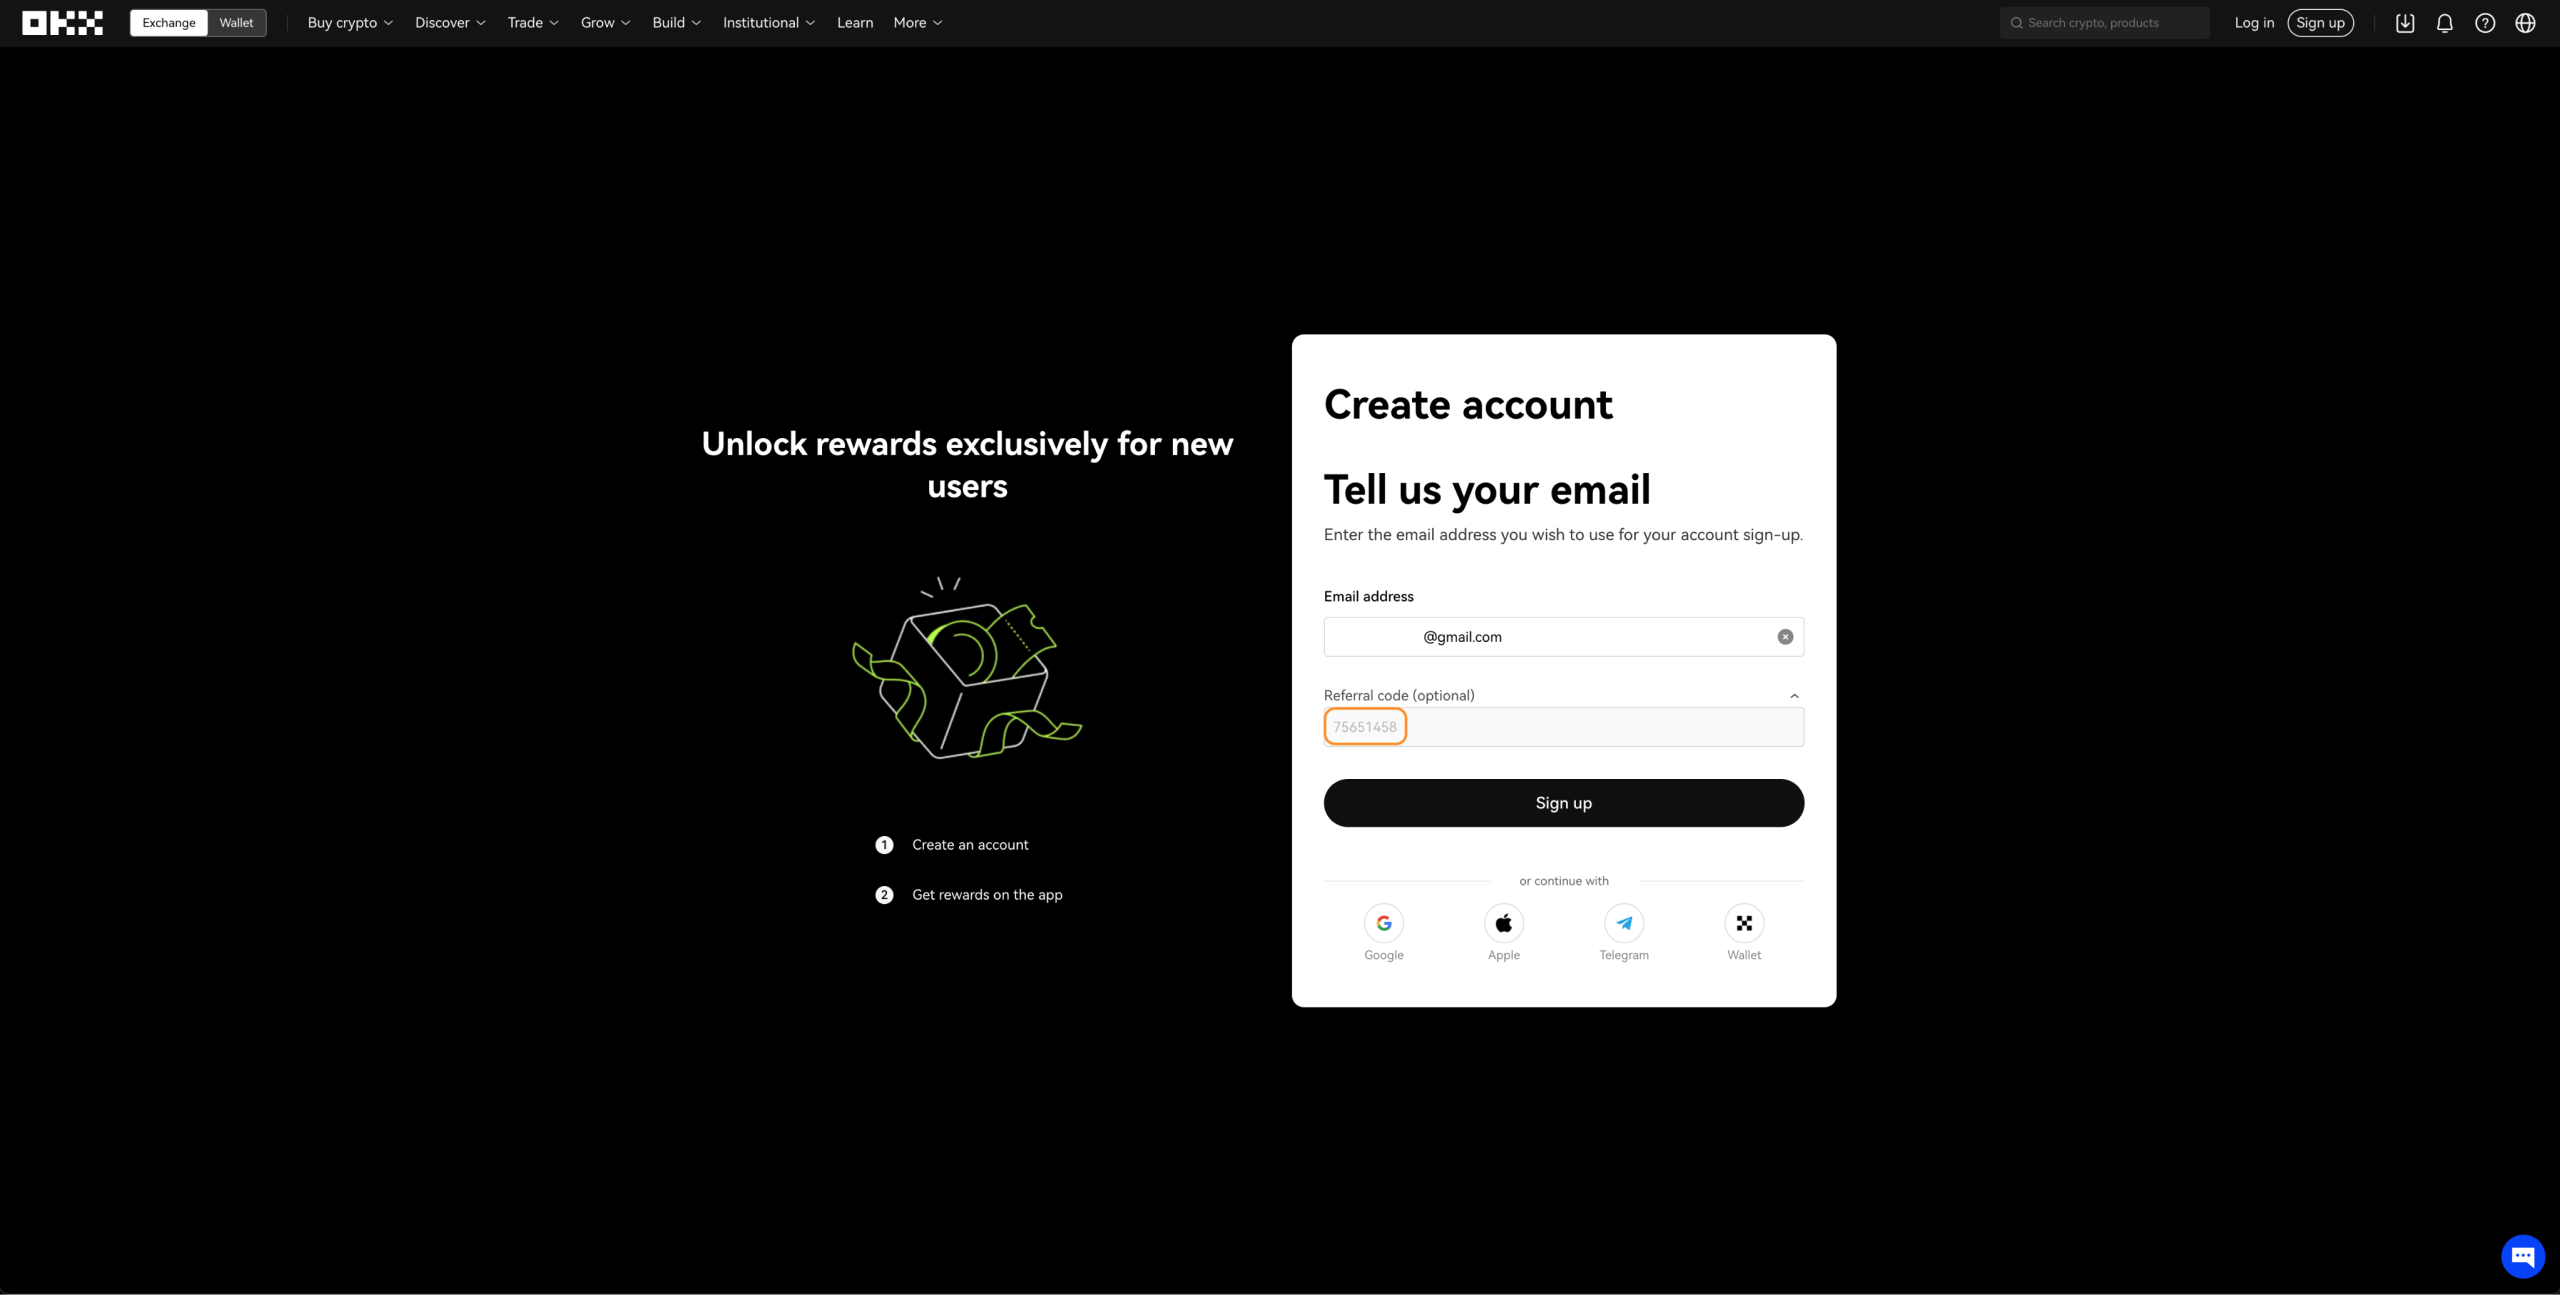 OKX
Exchange
Wallet
Buy crypto
Discover
Trade
Grow
Build
Institutional
Learn
More
Search crypto, products
Log in
Sign up
Unlock rewards exclusively for new
users
1 Create an account
2 Get rewards on the app
Create account
Tell us your email
Enter the email address you wish to use for your account sign-up.
Email address
@gmail.com
Referral code (optional)
75651458
Sign up
or continue with
Google
Apple
Telegram
Wallet